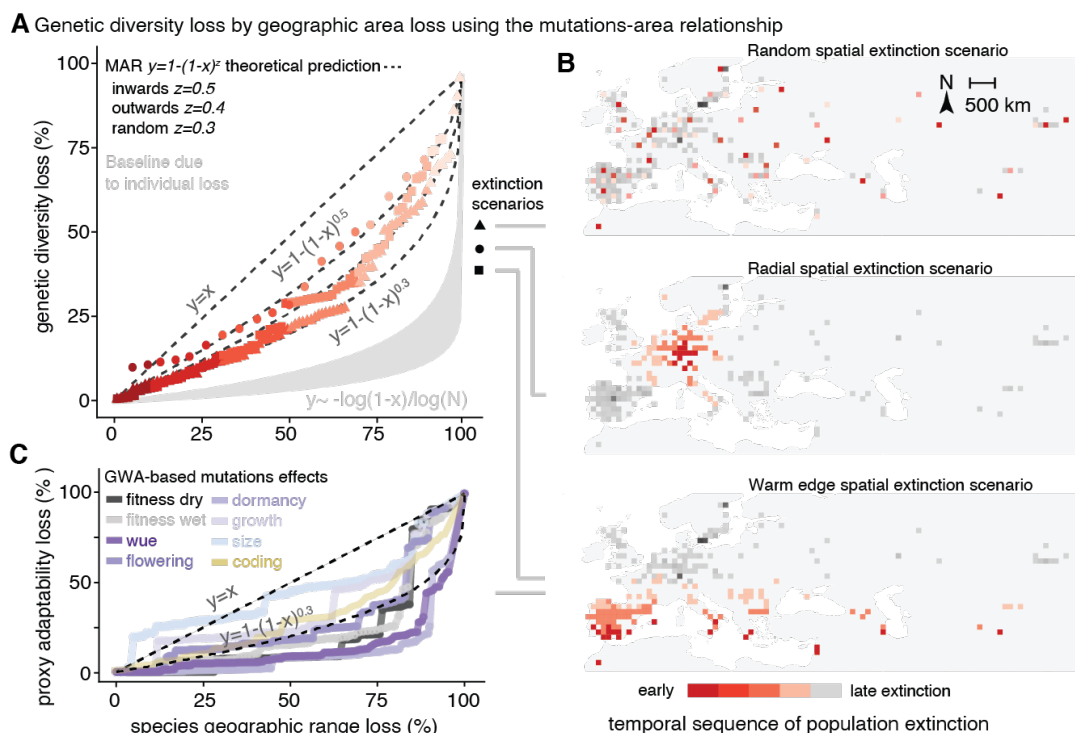 A Genetic diversity loss by geographic area loss using the mutations-area relationship
100
75
50
25
0
genetic diversity loss (%)
MAR y=1-(1-x)^z theoretical prediction ---
inwards z=0.5
outwards z=0.4
random z=0.3
Baseline due
to individual loss
y=x
y=1-(1-x)^0.5
y=1-(1-x)^0.3
y~ -log(1-x)/log(N)
0 25 50 75 100
extinction
scenarios
B
Random spatial extinction scenario
N
500 km
Radial spatial extinction scenario
Warm edge spatial extinction scenario
early late extinction
temporal sequence of population extinction
C
GWA-based mutations effects
fitness dry
fitness wet
wue
flowering
dormancy
growth
size
coding
100
50
0
proxy adaptability loss (%)
y=x
y=1-(1-x)^0.3
0 25 50 75 100
species geographic range loss (%)